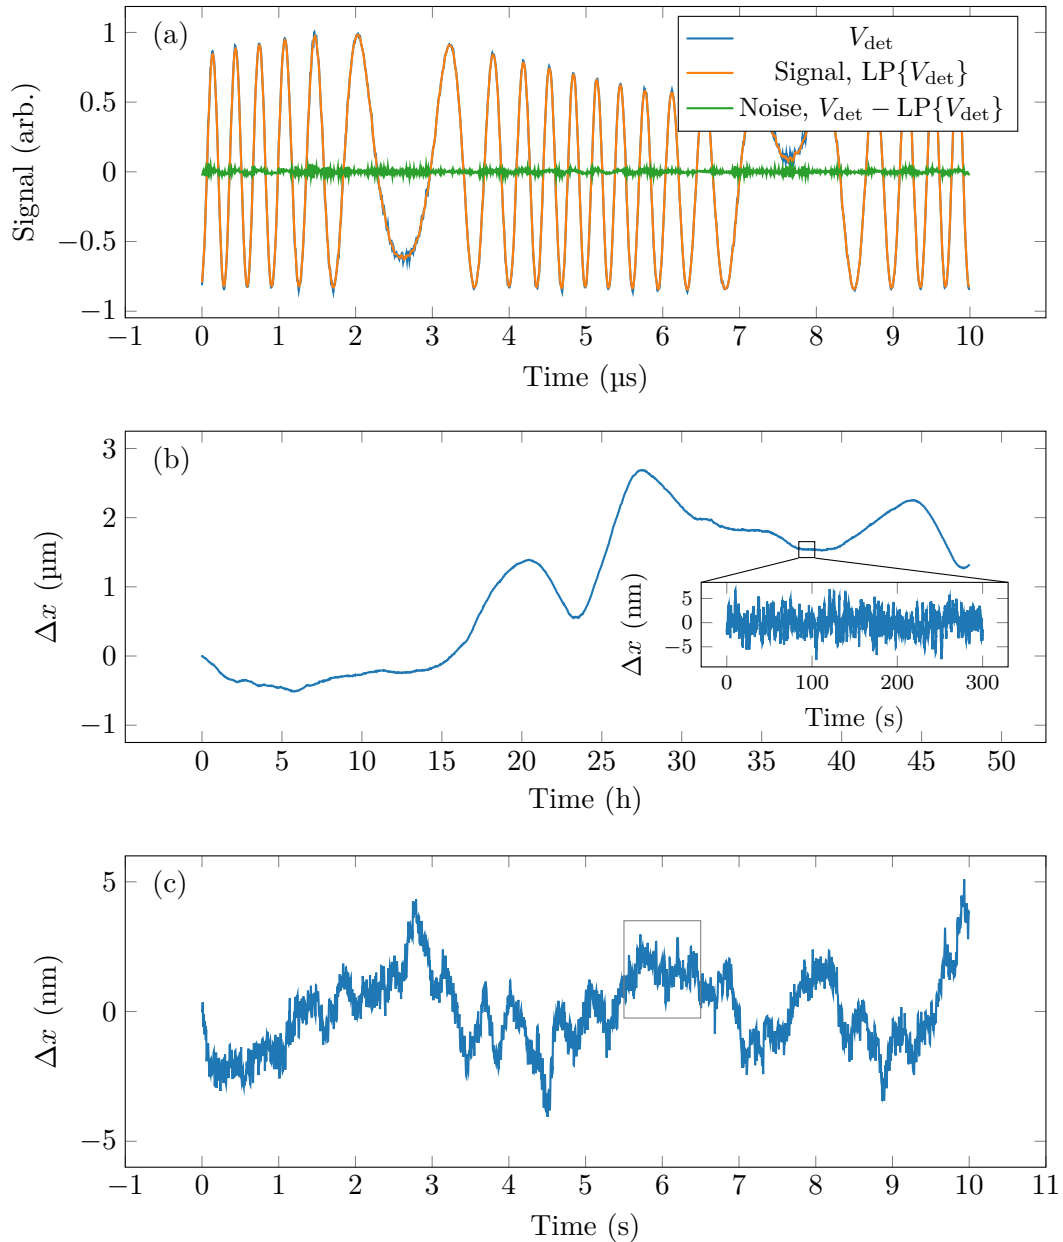 (a)
V_det
Signal, LP{V_det}
Noise, V_det − LP{V_det}
Signal (arb.)
1
0.5
0
−0.5
−1
−1 0 1 2 3 4 5 6 7 8 9 10
Time (µs)
(b)
Δx (µm)
3
2
1
0
−1
Δx (nm)
5
0
−5
0 100 200 300
Time (s)
0 5 10 15 20 25 30 35 40 45 50
Time (h)
(c)
Δx (nm)
5
0
−5
−1 0 1 2 3 4 5 6 7 8 9 10 11
Time (s)